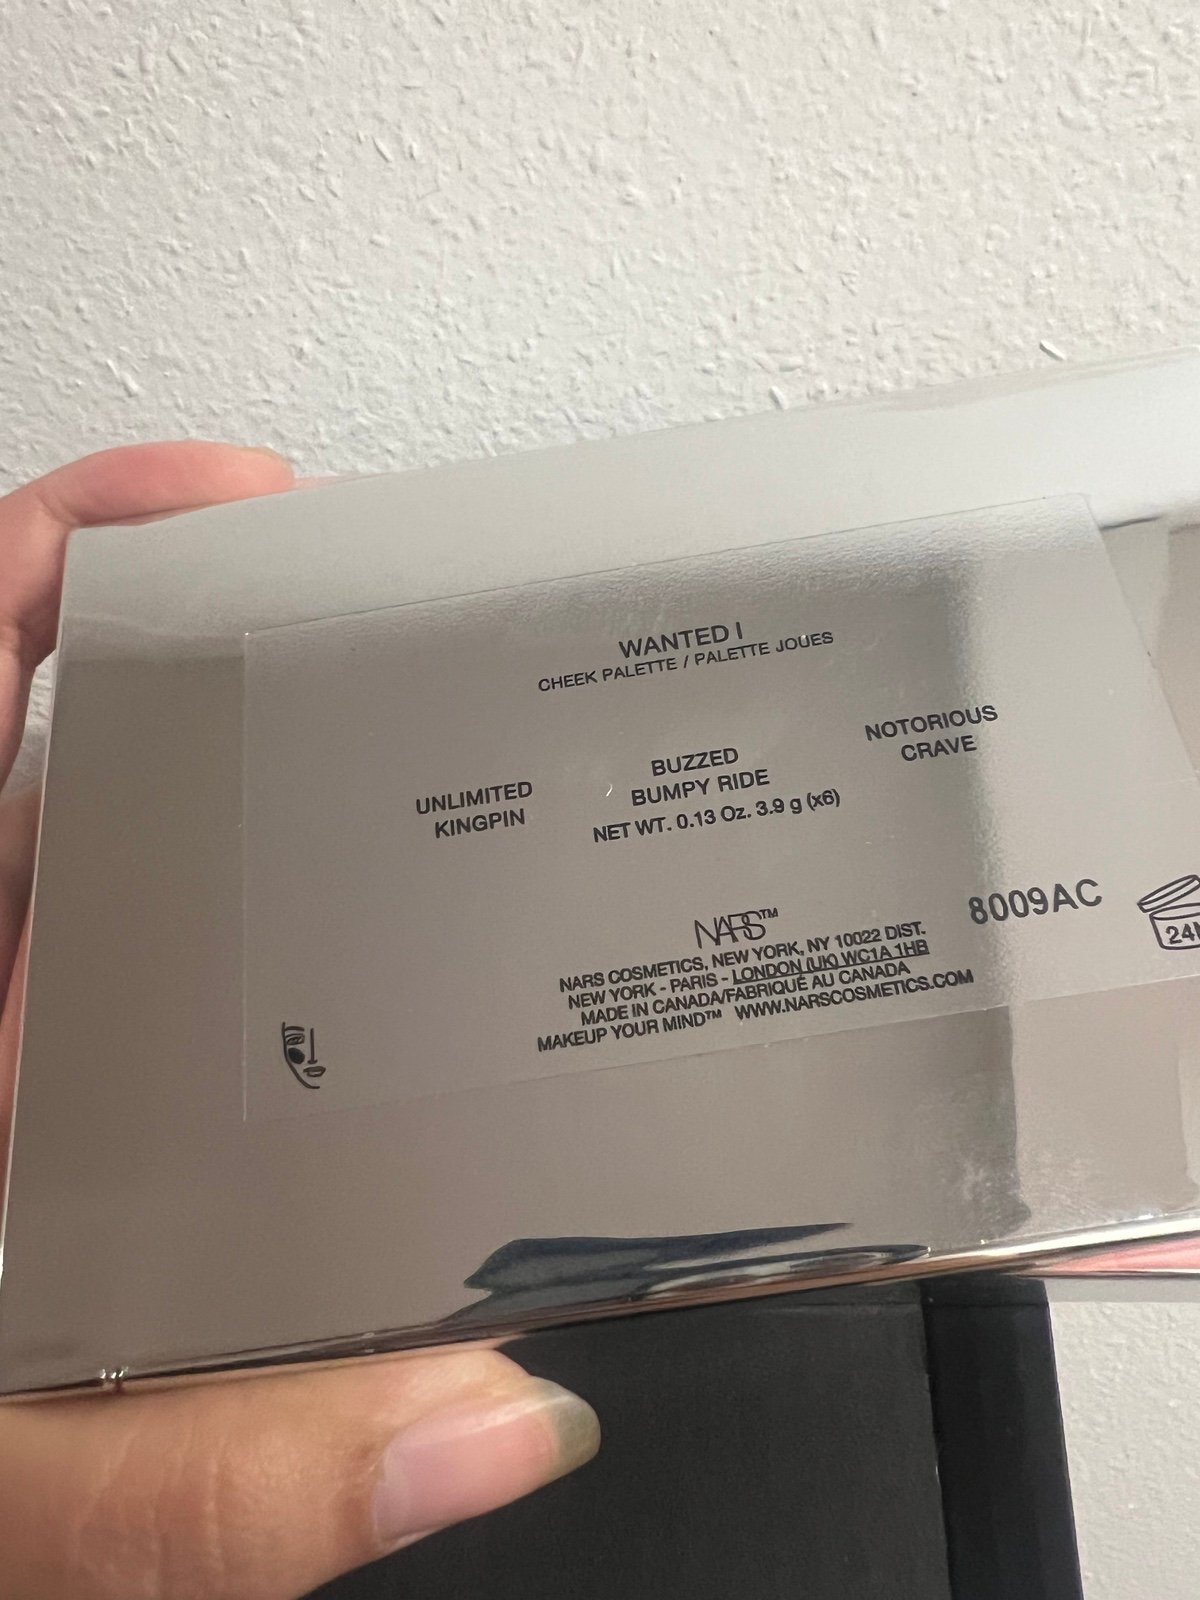 WANTED I
CHEEK PALETTE / PALETTE JOUES
UNLIMITED
KINGPIN
BUZZED
BUMPY RIDE
NOTORIOUS
CRAVE
NET WT. 0.13 Oz. 3.9 g (x6)
NARS™
NARS COSMETICS, NEW YORK, NY 10022 DIST.
NEW YORK - PARIS - LONDON (UK) WC1A 1HB
MADE IN CANADA/FABRIQUÉ AU CANADA
MAKEUP YOUR MIND™ WWW.NARSCOSMETICS.COM
8009AC